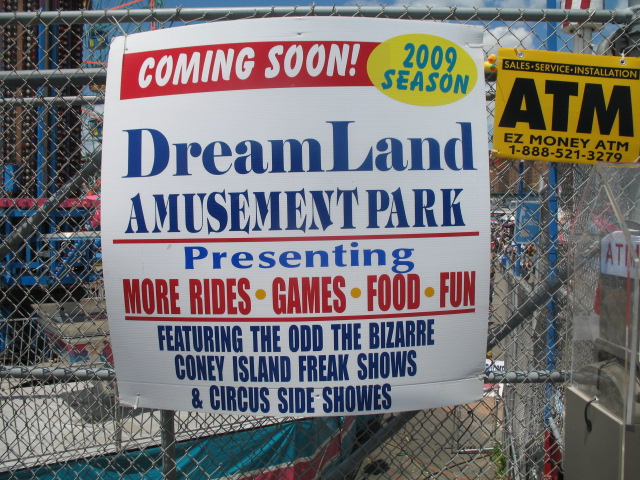 COMING SOON!
2009
SEASON
DreamLand
AMUSEMENT PARK
Presenting
MORE RIDES • GAMES • FOOD • FUN
FEATURING THE ODD THE BIZARRE
CONEY ISLAND FREAK SHOWS
& CIRCUS SIDE SHOWES
SALES • SERVICE • INSTALLATION
ATM
EZ MONEY ATM
1-888-521-3279